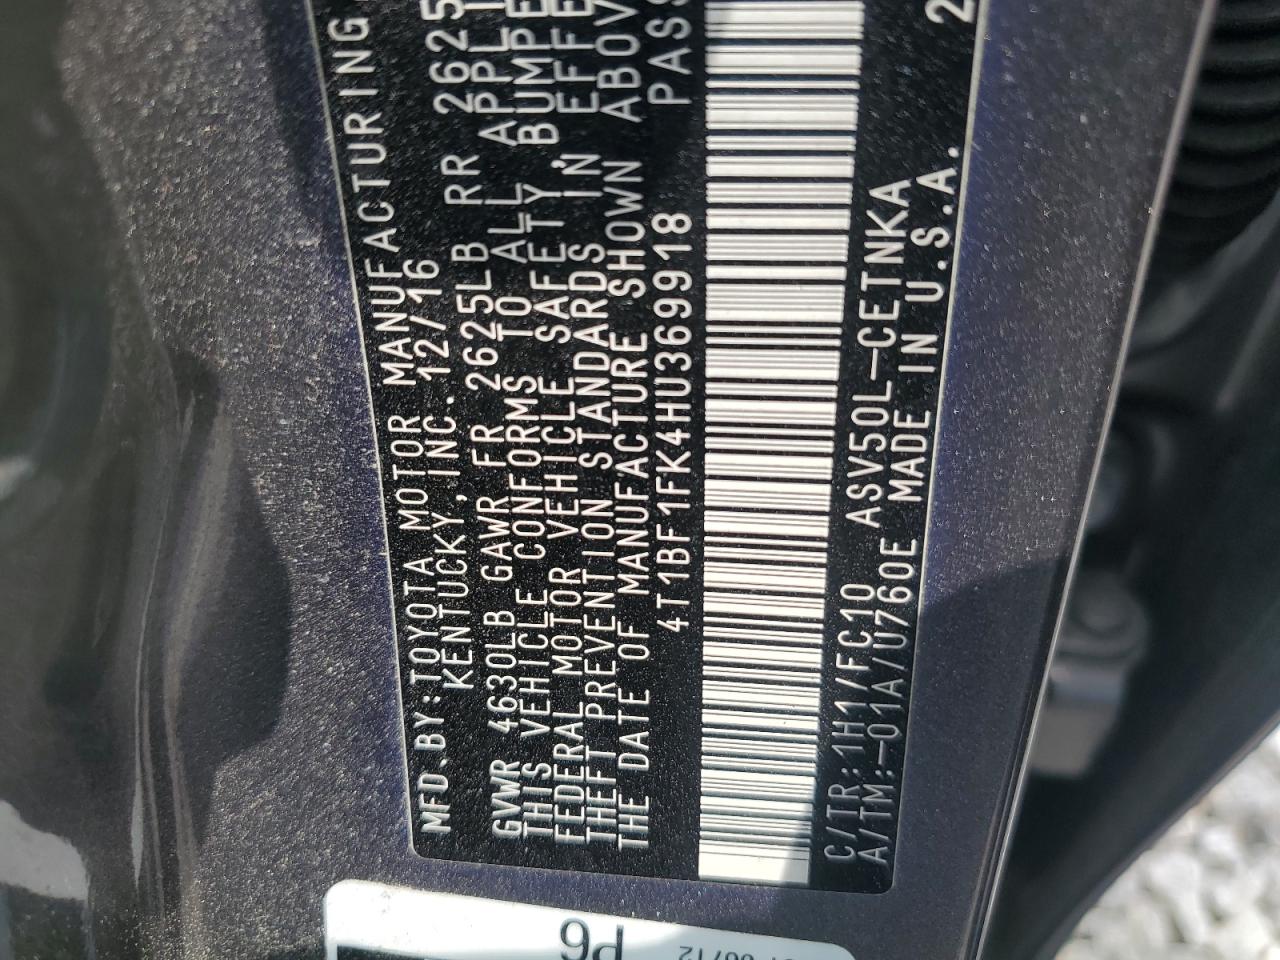 MFD.BY:TOYOTA MOTOR MANUFACTURING
KENTUCKY, INC. 12/16
GVWR 4630LB GAWR FR 2625LB RR 2625
THIS VEHICLE CONFORMS TO ALL APPLI
FEDERAL MOTOR VEHICLE SAFETY, BUMPE
THEFT PREVENTION STANDARDS IN EFFE
THE DATE OF MANUFACTURE SHOWN ABOV
4T1BF1FK4HU369918 PASS
C/TR:1H1/FC10 ASV50L-CETNKA
A/TM:-01A/U760E MADE IN U.S.A. 2
P6